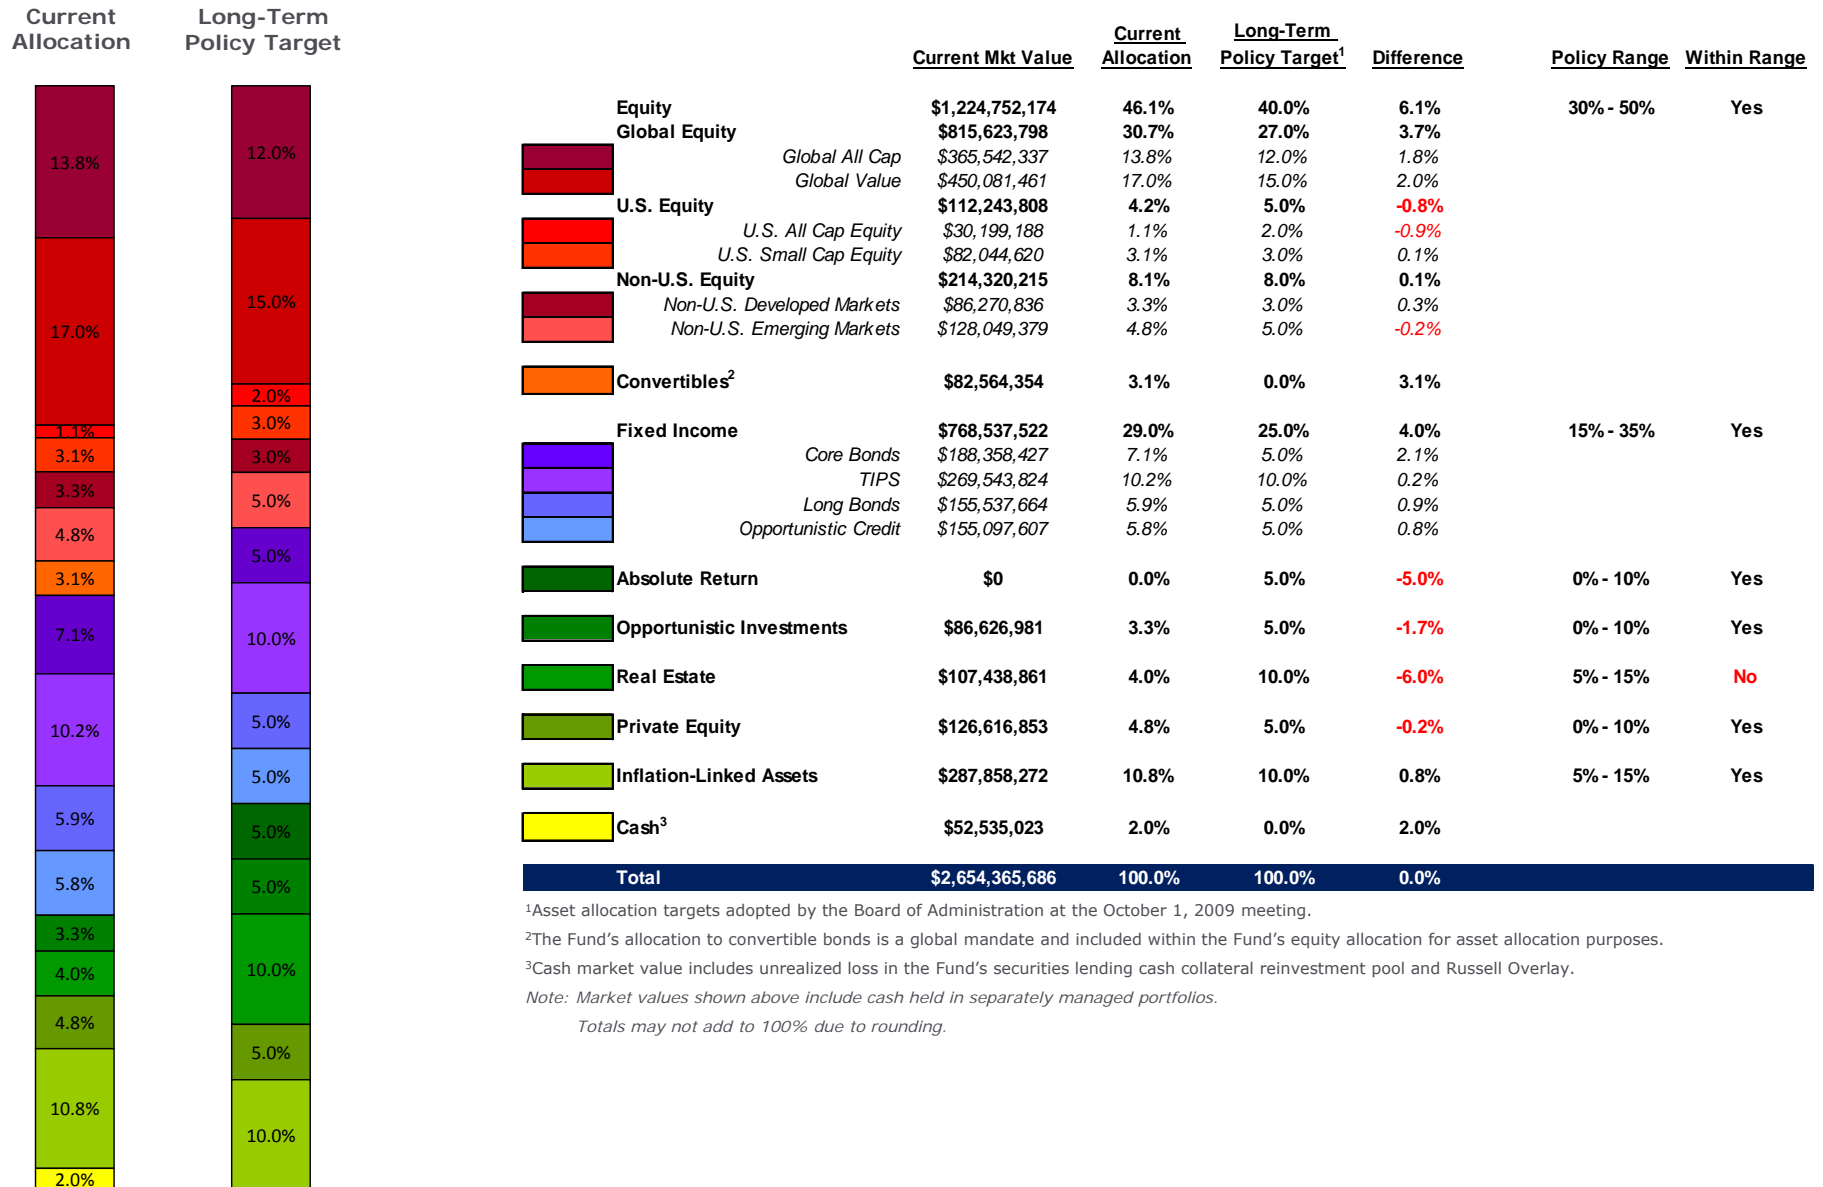 Current
Allocation
Long-Term
Policy Target
13.8%
17.0%
1.1%
3.1%
3.3%
4.8%
3.1%
7.1%
10.2%
5.9%
5.8%
3.3%
4.0%
4.8%
10.8%
2.0%
12.0%
15.0%
2.0%
3.0%
3.0%
5.0%
5.0%
10.0%
5.0%
5.0%
5.0%
5.0%
10.0%
5.0%
10.0%
Current Mkt Value Current Allocation Long-Term Policy Target¹ Difference Policy Range Within Range
Equity $1,224,752,174 46.1% 40.0% 6.1% 30% - 50% Yes
Global Equity $815,623,798 30.7% 27.0% 3.7%
Global All Cap $365,542,337 13.8% 12.0% 1.8%
Global Value $450,081,461 17.0% 15.0% 2.0%
U.S. Equity $112,243,808 4.2% 5.0% -0.8%
U.S. All Cap Equity $30,199,188 1.1% 2.0% -0.9%
U.S. Small Cap Equity $82,044,620 3.1% 3.0% 0.1%
Non-U.S. Equity $214,320,215 8.1% 8.0% 0.1%
Non-U.S. Developed Markets $86,270,836 3.3% 3.0% 0.3%
Non-U.S. Emerging Markets $128,049,379 4.8% 5.0% -0.2%
Convertibles² $82,564,354 3.1% 0.0% 3.1%
Fixed Income $768,537,522 29.0% 25.0% 4.0% 15% - 35% Yes
Core Bonds $188,358,427 7.1% 5.0% 2.1%
TIPS $269,543,824 10.2% 10.0% 0.2%
Long Bonds $155,537,664 5.9% 5.0% 0.9%
Opportunistic Credit $155,097,607 5.8% 5.0% 0.8%
Absolute Return $0 0.0% 5.0% -5.0% 0% - 10% Yes
Opportunistic Investments $86,626,981 3.3% 5.0% -1.7% 0% - 10% Yes
Real Estate $107,438,861 4.0% 10.0% -6.0% 5% - 15% No
Private Equity $126,616,853 4.8% 5.0% -0.2% 0% - 10% Yes
Inflation-Linked Assets $287,858,272 10.8% 10.0% 0.8% 5% - 15% Yes
Cash³ $52,535,023 2.0% 0.0% 2.0%
Total $2,654,365,686 100.0% 100.0% 0.0%
¹Asset allocation targets adopted by the Board of Administration at the October 1, 2009 meeting.
²The Fund's allocation to convertible bonds is a global mandate and included within the Fund's equity allocation for asset allocation purposes.
³Cash market value includes unrealized loss in the Fund's securities lending cash collateral reinvestment pool and Russell Overlay.
Note: Market values shown above include cash held in separately managed portfolios.
Totals may not add to 100% due to rounding.